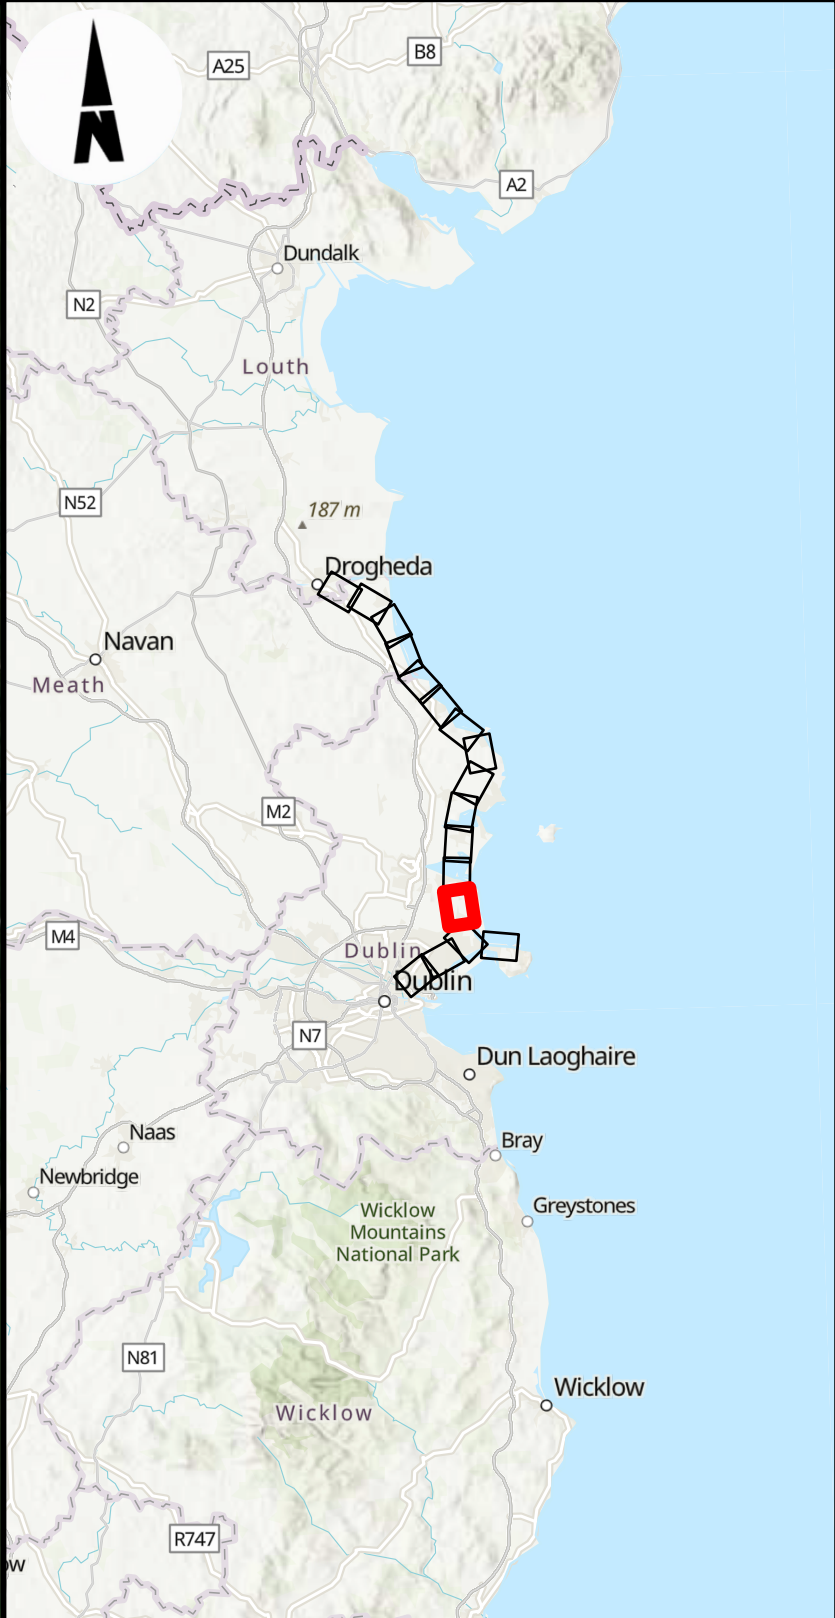 A25
B8
N
A2
Dundalk
N2
Louth
N52
187 m
Drogheda
Navan
Meath
M2
M4
Dublin
Dublin
N7
Dun Laoghaire
Naas
Bray
Newbridge
Greystones
Wicklow
Mountains
National Park
N81
Wicklow
Wicklow
R747
ow